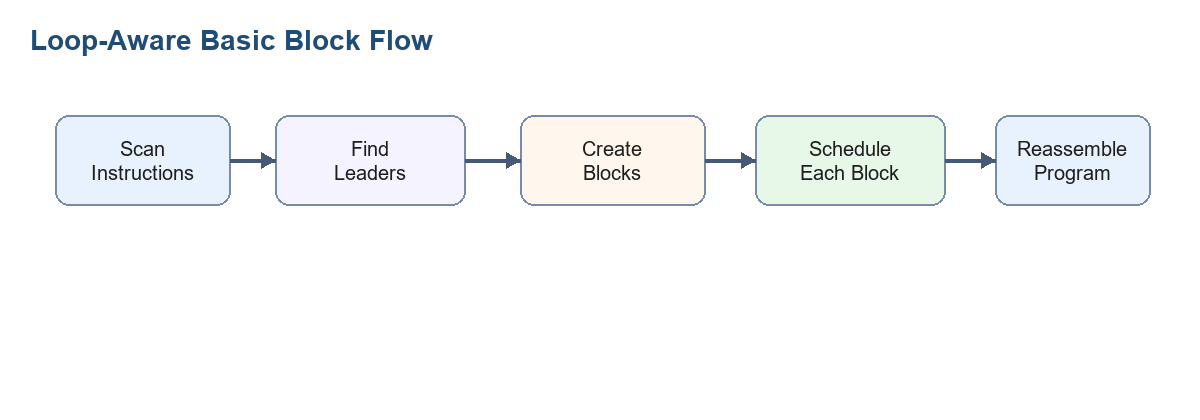 Loop-Aware Basic Block Flow
Scan
Instructions
Find
Leaders
Create
Blocks
Schedule
Each Block
Reassemble
Program